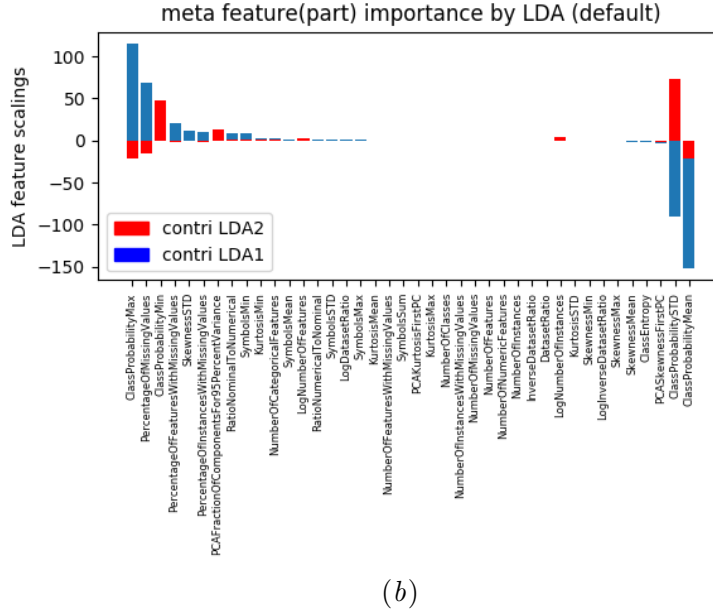 meta feature(part) importance by LDA (default)
LDA feature scalings
100
50
0
−50
−100
−150
contri LDA2
contri LDA1
ClassProbabilityMax
PercentageOfMissingValues
ClassProbabilityMin
PercentageOfFeaturesWithMissingValues
SkewnessSTD
PercentageOfInstancesWithMissingValues
PCAFractionOfComponentsFor95PercentVariance
RatioNominalToNumerical
SymbolsMin
KurtosisMin
NumberOfCategoricalFeatures
SymbolsMean
LogNumberOfFeatures
RatioNumericalToNominal
SymbolsSTD
LogDatasetRatio
SymbolsMax
KurtosisMean
NumberOfFeaturesWithMissingValues
SymbolsSum
PCAKurtosisFirstPC
KurtosisMax
NumberOfClasses
NumberOfInstancesWithMissingValues
NumberOfMissingValues
NumberOfFeatures
NumberOfNumericFeatures
NumberOfInstances
InverseDatasetRatio
DatasetRatio
LogNumberOfInstances
KurtosisSTD
SkewnessMin
LogInverseDatasetRatio
SkewnessMax
SkewnessMean
ClassEntropy
PCASkewnessFirstPC
ClassProbabilitySTD
ClassProbabilityMean
(b)